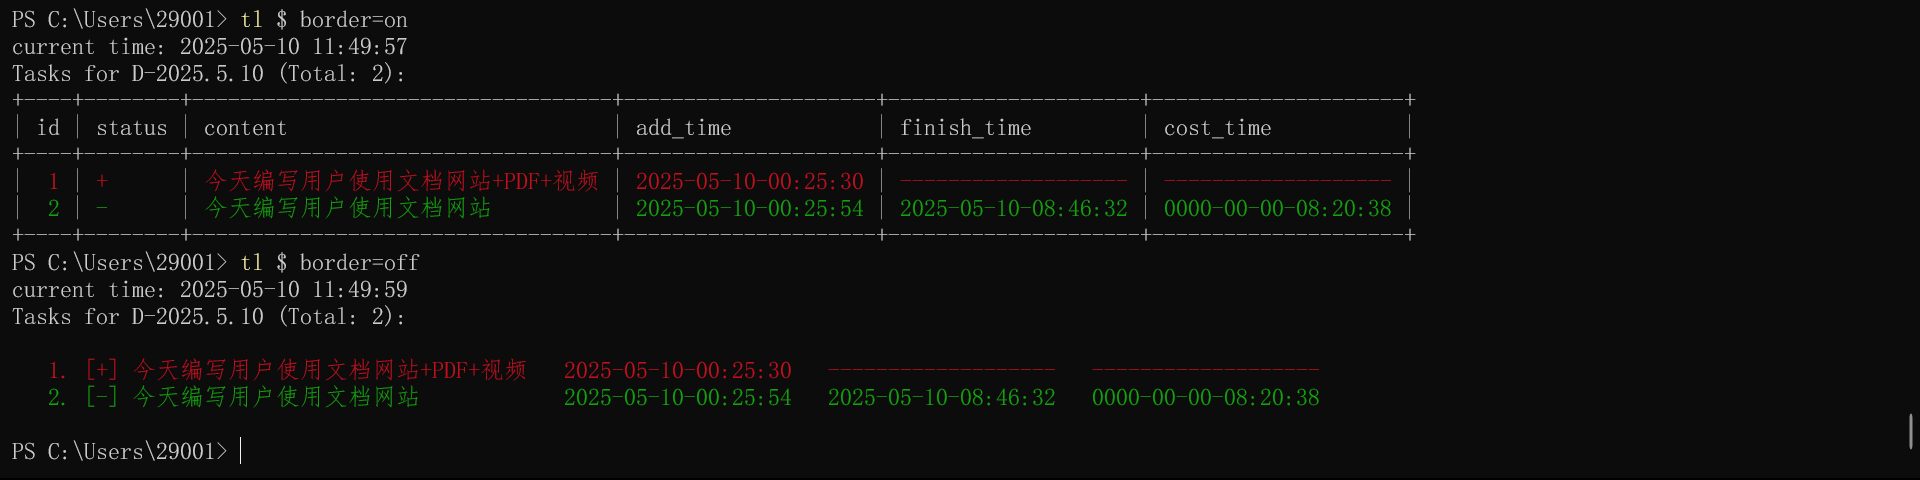 PS C:\Users\29001> tl $ border=on
current time: 2025-05-10 11:49:57
Tasks for D-2025.5.10 (Total: 2):
+----+--------+-----------------------------------+---------------------+---------------------+---------------------+
| id | status | content                           | add_time            | finish_time         | cost_time           |
+----+--------+-----------------------------------+---------------------+---------------------+---------------------+
|  1 | +      | 今天编写用户使用文档网站+PDF+视频 | 2025-05-10-00:25:30 | ------------------- | ------------------- |
|  2 | -      | 今天编写用户使用文档网站          | 2025-05-10-00:25:54 | 2025-05-10-08:46:32 | 0000-00-00-08:20:38 |
+----+--------+-----------------------------------+---------------------+---------------------+---------------------+
PS C:\Users\29001> tl $ border=off
current time: 2025-05-10 11:49:59
Tasks for D-2025.5.10 (Total: 2):
   1. [+] 今天编写用户使用文档网站+PDF+视频   2025-05-10-00:25:30   -------------------   -------------------
   2. [-] 今天编写用户使用文档网站            2025-05-10-00:25:54   2025-05-10-08:46:32   0000-00-00-08:20:38
PS C:\Users\29001>